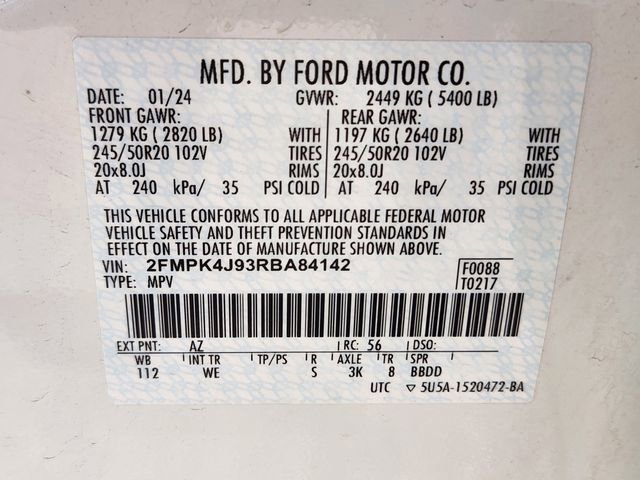 MFD. BY FORD MOTOR CO.
DATE: 01/24 GVWR: 2449 KG ( 5400 LB)
FRONT GAWR: REAR GAWR:
1279 KG ( 2820 LB) WITH 1197 KG ( 2640 LB) WITH
245/50R20 102V TIRES 245/50R20 102V TIRES
20x8.0J RIMS 20x8.0J RIMS
AT 240 kPa/ 35 PSI COLD AT 240 kPa/ 35 PSI COLD
THIS VEHICLE CONFORMS TO ALL APPLICABLE FEDERAL MOTOR
VEHICLE SAFETY AND THEFT PREVENTION STANDARDS IN
EFFECT ON THE DATE OF MANUFACTURE SHOWN ABOVE.
VIN: 2FMPK4J93RBA84142 F0088
TYPE: MPV T0217
EXT PNT: AZ RC: 56 DSO:
WB INT TR TP/PS R AXLE TR SPR
112 WE S 3K 8 BBDD
UTC ▽ 5U5A-1520472-BA